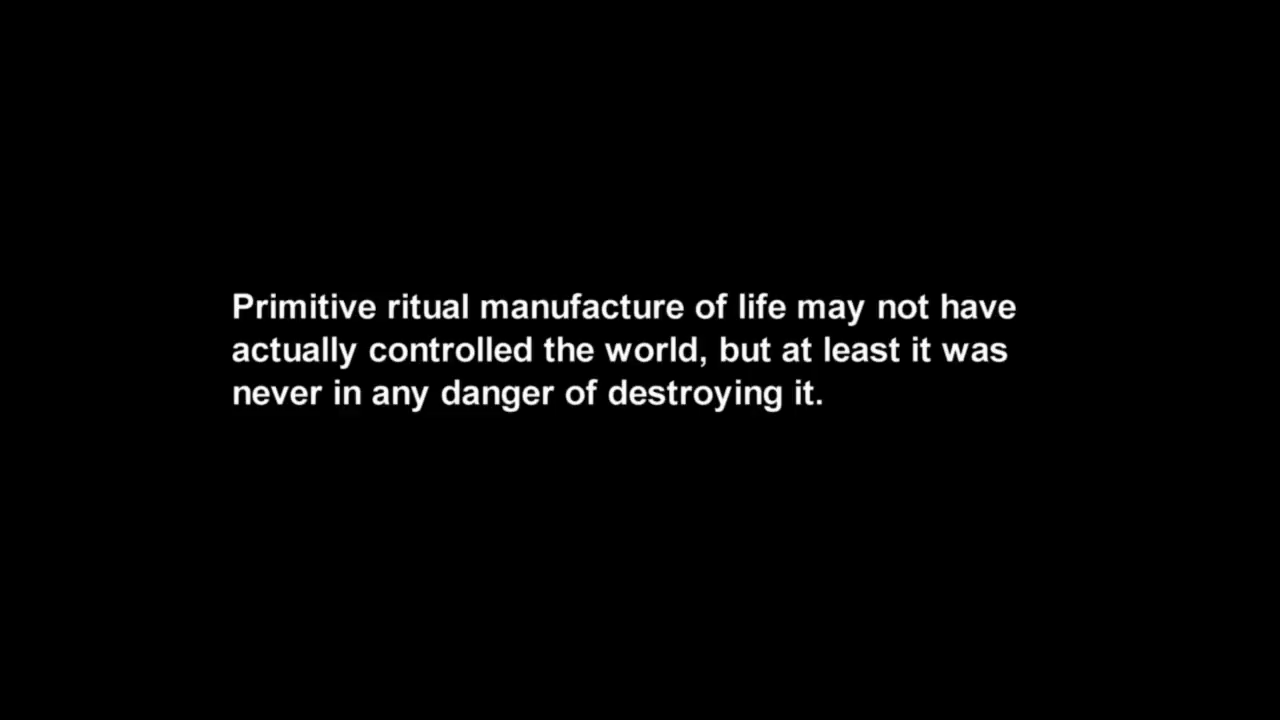 Primitive ritual manufacture of life may not have
actually controlled the world, but at least it was
never in any danger of destroying it.